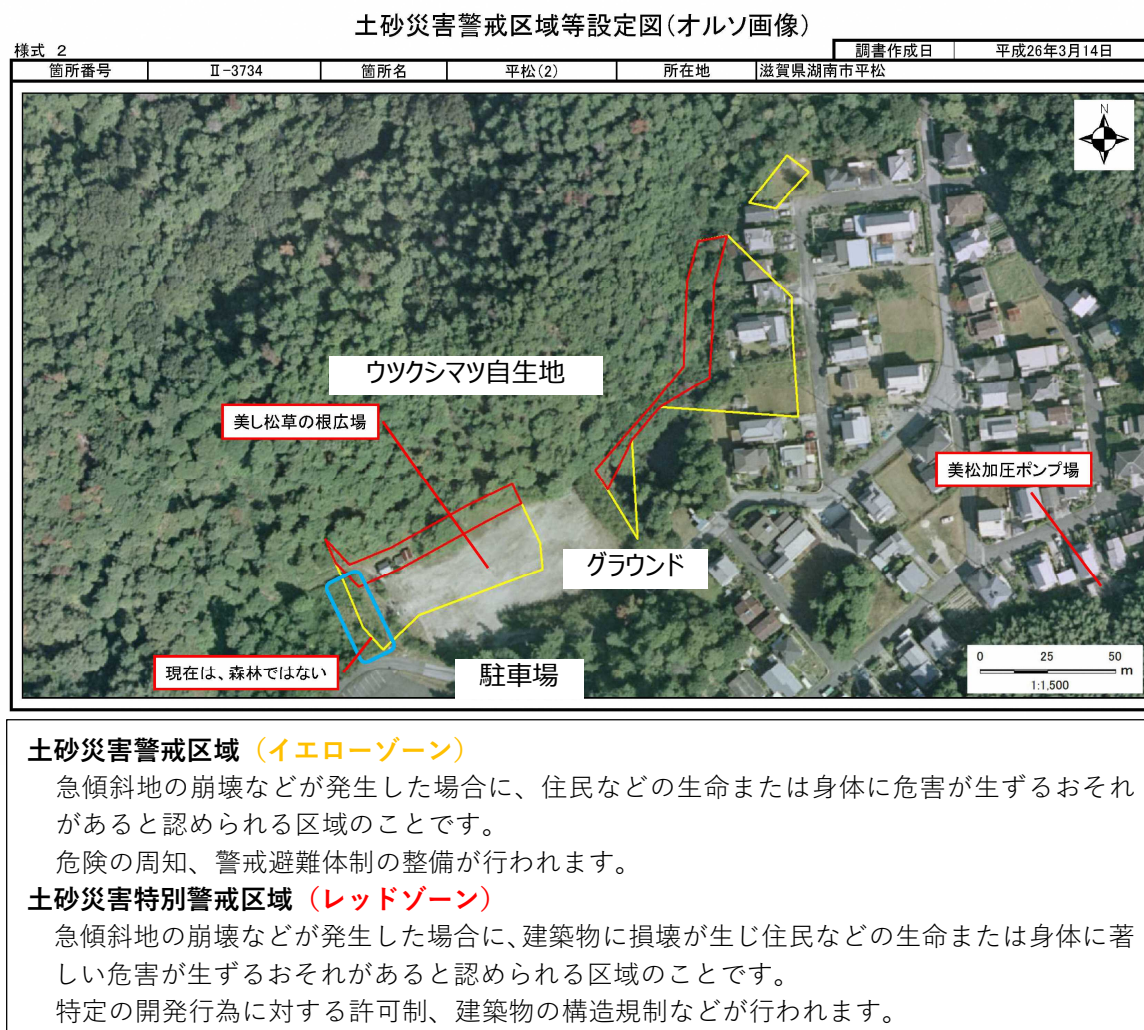 土砂災害警戒区域等設定図(オルソ画像)
様式 2
調書作成日 平成26年3月14日
箇所番号 Ⅱ-3734 箇所名 平松(2) 所在地 滋賀県湖南市平松
N
ウツクシマツ自生地
美し松草の根広場
美松加圧ポンプ場
グラウンド
現在は、森林ではない
駐車場
0 25 50
m
1:1,500
土砂災害警戒区域（イエローゾーン）
急傾斜地の崩壊などが発生した場合に、住民などの生命または身体に危害が生ずるおそれ
があると認められる区域のことです。
危険の周知、警戒避難体制の整備が行われます。
土砂災害特別警戒区域（レッドゾーン）
急傾斜地の崩壊などが発生した場合に、建築物に損壊が生じ住民などの生命または身体に著
しい危害が生ずるおそれがあると認められる区域のことです。
特定の開発行為に対する許可制、建築物の構造規制などが行われます。